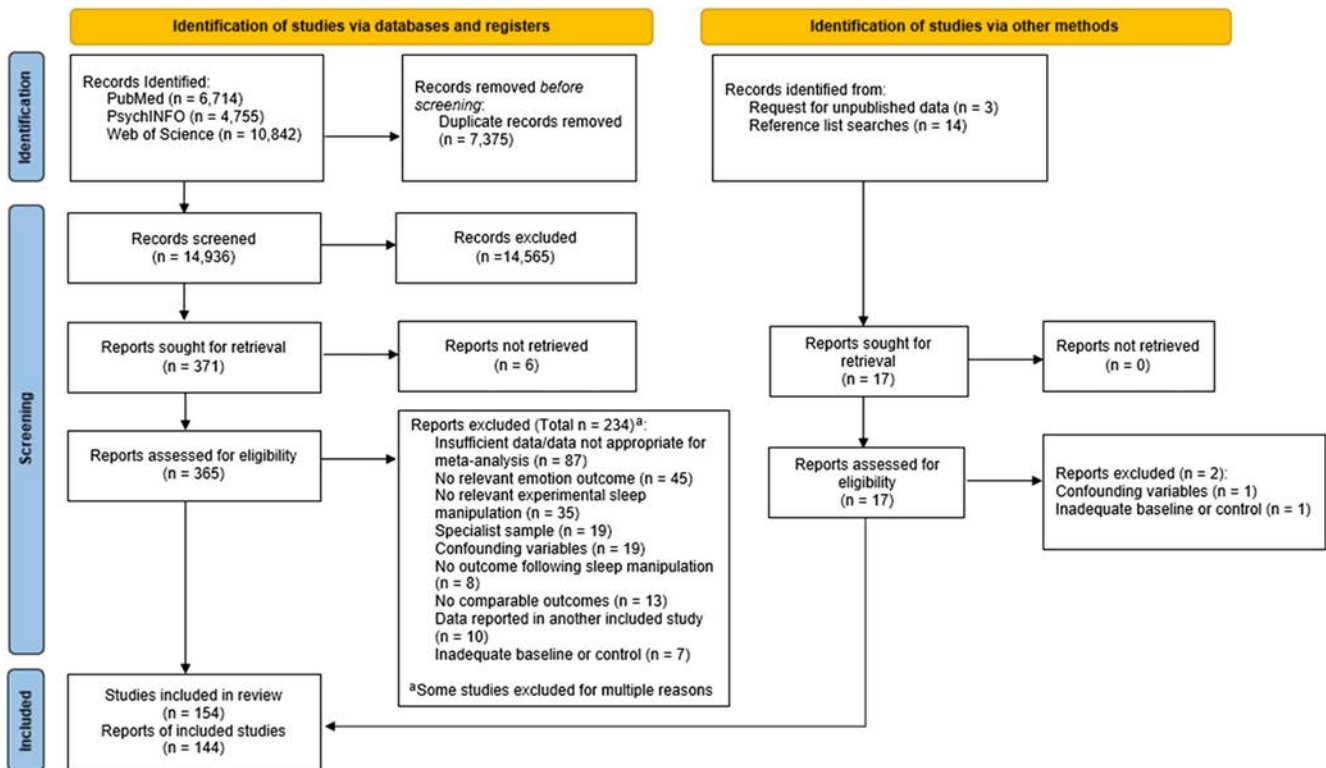 Identification of studies via databases and registers
Identification of studies via other methods
Identification
Records Identified:
PubMed (n = 6,714)
PsychINFO (n = 4,755)
Web of Science (n = 10,842)
Records removed before
screening:
Duplicate records removed
(n = 7,375)
Records identified from:
Request for unpublished data (n = 3)
Reference list searches (n = 14)
Screening
Records screened
(n = 14,936)
Records excluded
(n =14,565)
Reports sought for retrieval
(n = 371)
Reports not retrieved
(n = 6)
Reports sought for
retrieval
(n = 17)
Reports not retrieved
(n = 0)
Reports assessed for eligibility
(n = 365)
Reports excluded (Total n = 234)ᵃ:
Insufficient data/data not appropriate for
meta-analysis (n = 87)
No relevant emotion outcome (n = 45)
No relevant experimental sleep
manipulation (n = 35)
Specialist sample (n = 19)
Confounding variables (n = 19)
No outcome following sleep manipulation
(n = 8)
No comparable outcomes (n = 13)
Data reported in another included study
(n = 10)
Inadequate baseline or control (n = 7)
ᵃSome studies excluded for multiple reasons
Reports assessed for
eligibility
(n = 17)
Reports excluded (n = 2):
Confounding variables (n = 1)
Inadequate baseline or control (n = 1)
Included
Studies included in review
(n = 154)
Reports of included studies
(n = 144)